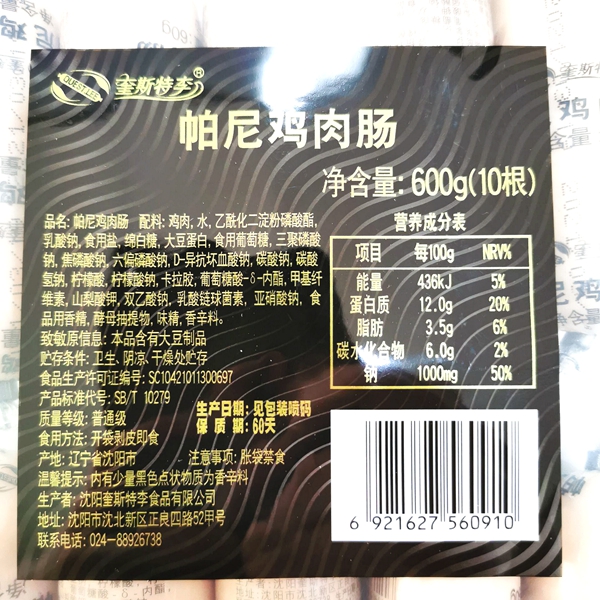 QUESTLES 奎斯特李®
帕尼鸡肉肠
净含量: 600g(10根)
品名: 帕尼鸡肉肠 配料: 鸡肉, 水, 乙酰化二淀粉磷酸酯,
乳酸钠, 食用盐, 绵白糖, 大豆蛋白, 食用葡萄糖, 三聚磷酸
钠, 焦磷酸钠, 六偏磷酸钠, D-异抗坏血酸钠, 碳酸钠, 碳酸
氢钠, 柠檬酸, 柠檬酸钠, 卡拉胶, 葡萄糖酸-δ-内酯, 甲基纤
维素, 山梨酸钾, 双乙酸钠, 乳酸链球菌素, 亚硝酸钠, 食
品用香精, 酵母抽提物, 味精, 香辛料。
致敏原信息: 本品含有大豆制品
贮存条件: 卫生, 阴凉, 干燥处贮存
食品生产许可证编号: SC10421011300697
产品标准代号: SB/T 10279
质量等级: 普通级
生产日期: 见包装喷码
保 质 期: 60天
食用方法: 开袋剥皮即食
产地: 辽宁省沈阳市 注意事项: 胀袋禁食
温馨提示: 内有少量黑色点状物质为香辛料
生产者: 沈阳奎斯特李食品有限公司
地址: 沈阳市沈北新区正良四路52甲号
联系电话: 024-88926738
营养成分表
项目 每100g NRV%
能量 436kJ 5%
蛋白质 12.0g 20%
脂肪 3.5g 6%
碳水化合物 6.0g 2%
钠 1000mg 50%
6 921627 560910